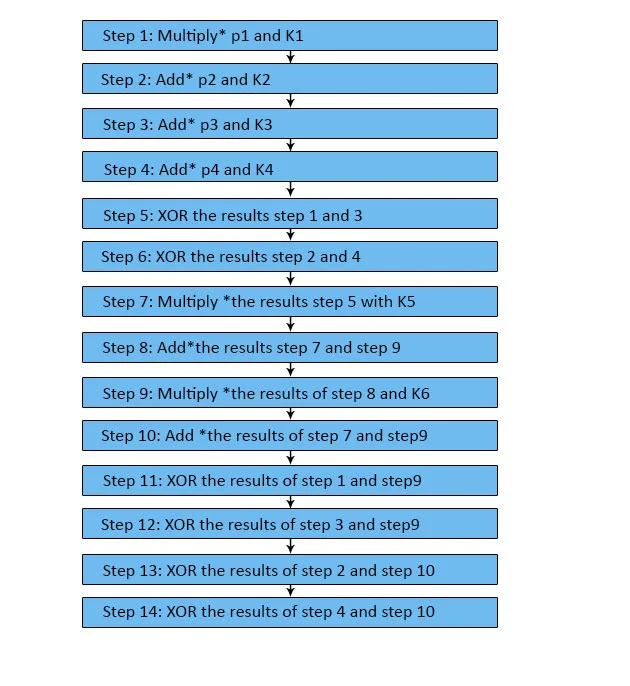 Step 1: Multiply* p1 and K1
Step 2: Add* p2 and K2
Step 3: Add* p3 and K3
Step 4: Add* p4 and K4
Step 5: XOR the results step 1 and 3
Step 6: XOR the results step 2 and 4
Step 7: Multiply *the results step 5 with K5
Step 8: Add*the results step 7 and step 9
Step 9: Multiply *the results of step 8 and K6
Step 10: Add *the results of step 7 and step9
Step 11: XOR the results of step 1 and step9
Step 12: XOR the results of step 3 and step9
Step 13: XOR the results of step 2 and step 10
Step 14: XOR the results of step 4 and step 10